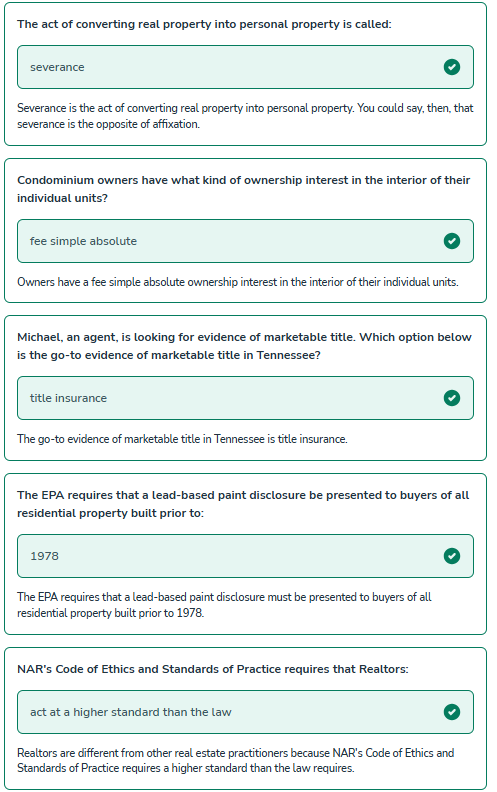 The act of converting real property into personal property is called:
severance
Severance is the act of converting real property into personal property. You could say, then, that
severance is the opposite of affixation.
Condominium owners have what kind of ownership interest in the interior of their
individual units?
fee simple absolute
Owners have a fee simple absolute ownership interest in the interior of their individual units.
Michael, an agent, is looking for evidence of marketable title. Which option below
is the go-to evidence of marketable title in Tennessee?
title insurance
The go-to evidence of marketable title in Tennessee is title insurance.
The EPA requires that a lead-based paint disclosure be presented to buyers of all
residential property built prior to:
1978
The EPA requires that a lead-based paint disclosure must be presented to buyers of all
residential property built prior to 1978.
NAR's Code of Ethics and Standards of Practice requires that Realtors:
act at a higher standard than the law
Realtors are different from other real estate practitioners because NAR's Code of Ethics and
Standards of Practice requires a higher standard than the law requires.